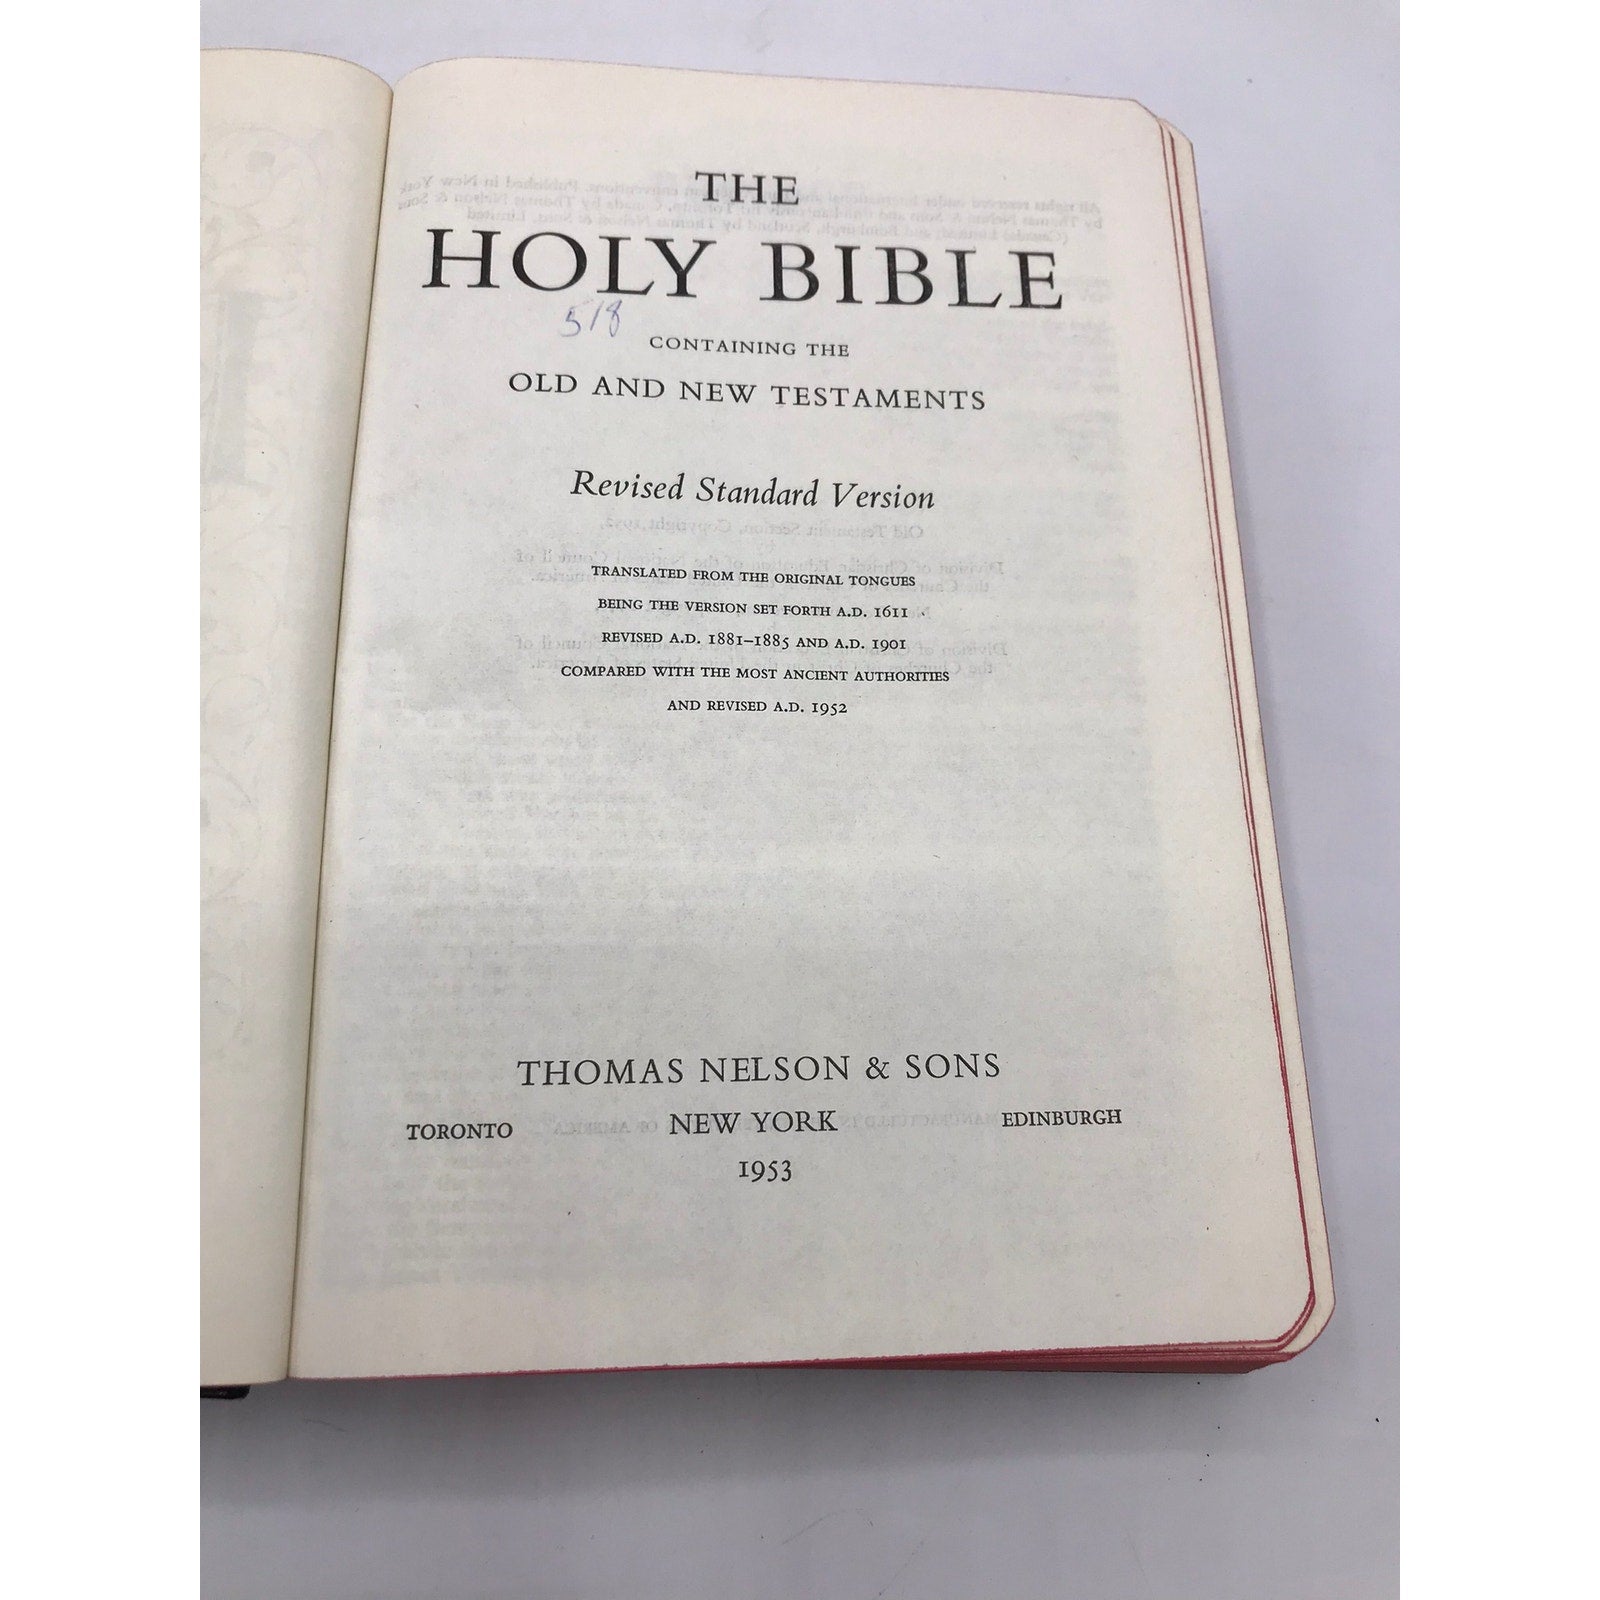 THE
HOLY BIBLE
518
CONTAINING THE
OLD AND NEW TESTAMENTS
Revised Standard Version
TRANSLATED FROM THE ORIGINAL TONGUES
BEING THE VERSION SET FORTH A.D. 1611
REVISED A.D. 1881–1885 AND A.D. 1901
COMPARED WITH THE MOST ANCIENT AUTHORITIES
AND REVISED A.D. 1952
THOMAS NELSON & SONS
TORONTO NEW YORK EDINBURGH
1953